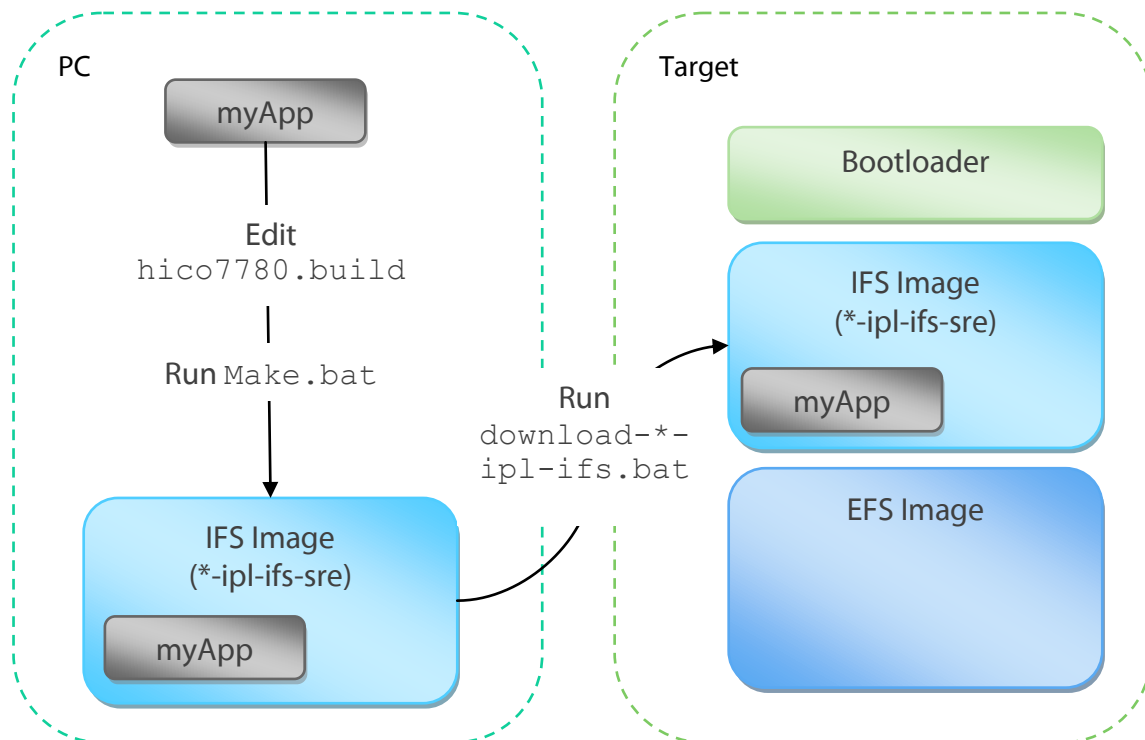 PC
myApp
Edit
hico7780.build
Run Make.bat
IFS Image
(*-ipl-ifs-sre)
myApp
Run
download-*-
ipl-ifs.bat
Target
Bootloader
IFS Image
(*-ipl-ifs-sre)
myApp
EFS Image